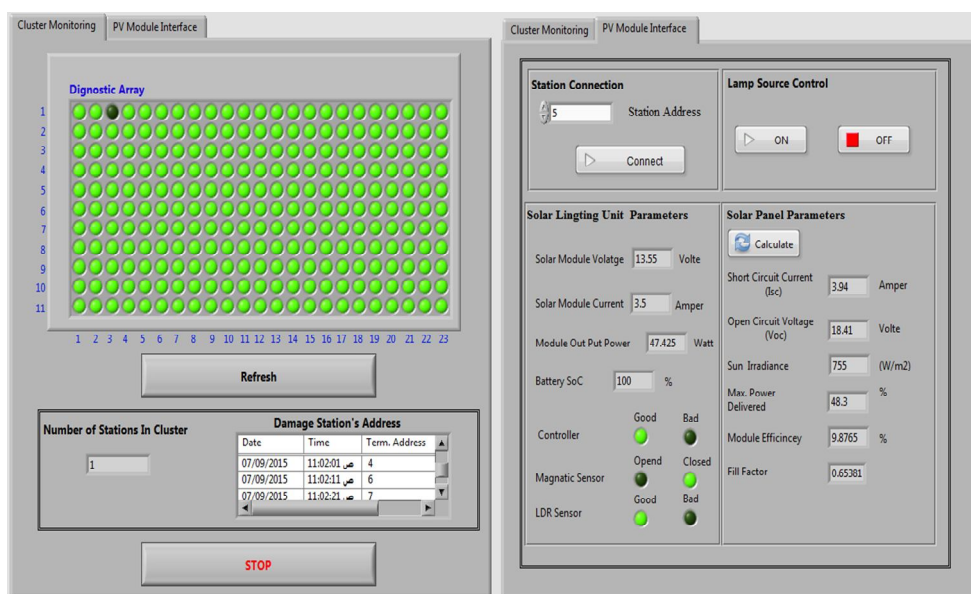 Cluster Monitoring
PV Module Interface
Dignostic Array
1
2
3
4
5
6
7
8
9
10
11
1 2 3 4 5 6 7 8 9 10 11 12 13 14 15 16 17 18 19 20 21 22 23
Refresh
Number of Stations In Cluster
1
Damage Station's Address
Date Time Term. Address
07/09/2015 11:02:01 ص 4
07/09/2015 11:02:11 ص 6
07/09/2015 11:02:21 ص 7
STOP
Cluster Monitoring
PV Module Interface
Station Connection
5 Station Address
Connect
Lamp Source Control
ON
OFF
Solar Lingting Unit Parameters
Solar Module Volatge 13.55 Volte
Solar Module Current 3.5 Amper
Module Out Put Power 47.425 Watt
Battery SoC 100 %
Good Bad
Controller
Opend Closed
Magnatic Sensor
Good Bad
LDR Sensor
Solar Panel Parameters
Calculate
Short Circuit Current
(Isc) 3.94 Amper
Open Circuit Voltage
(Voc) 18.41 Volte
Sun Irradiance 755 (W/m2)
Max. Power
Delivered 48.3 %
Module Efficincey 9.8765 %
Fill Factor 0.65381